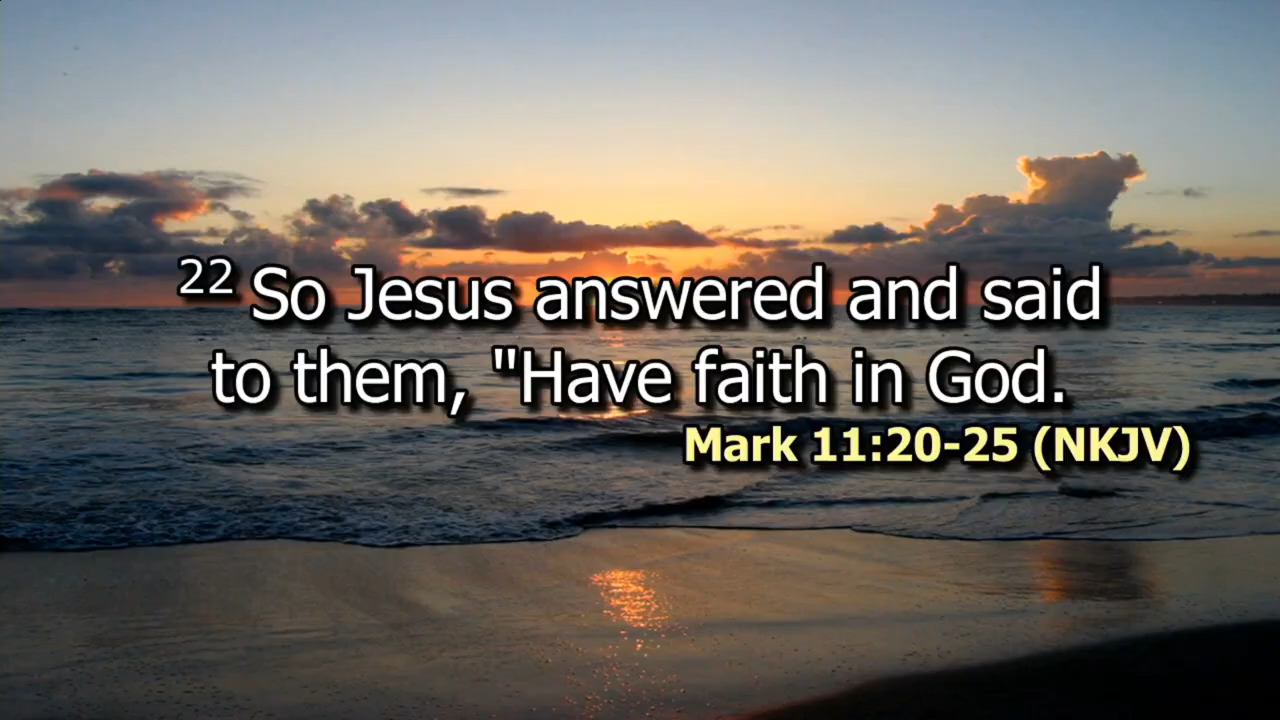 22 So Jesus answered and said
to them, "Have faith in God.
Mark 11:20-25 (NKJV)